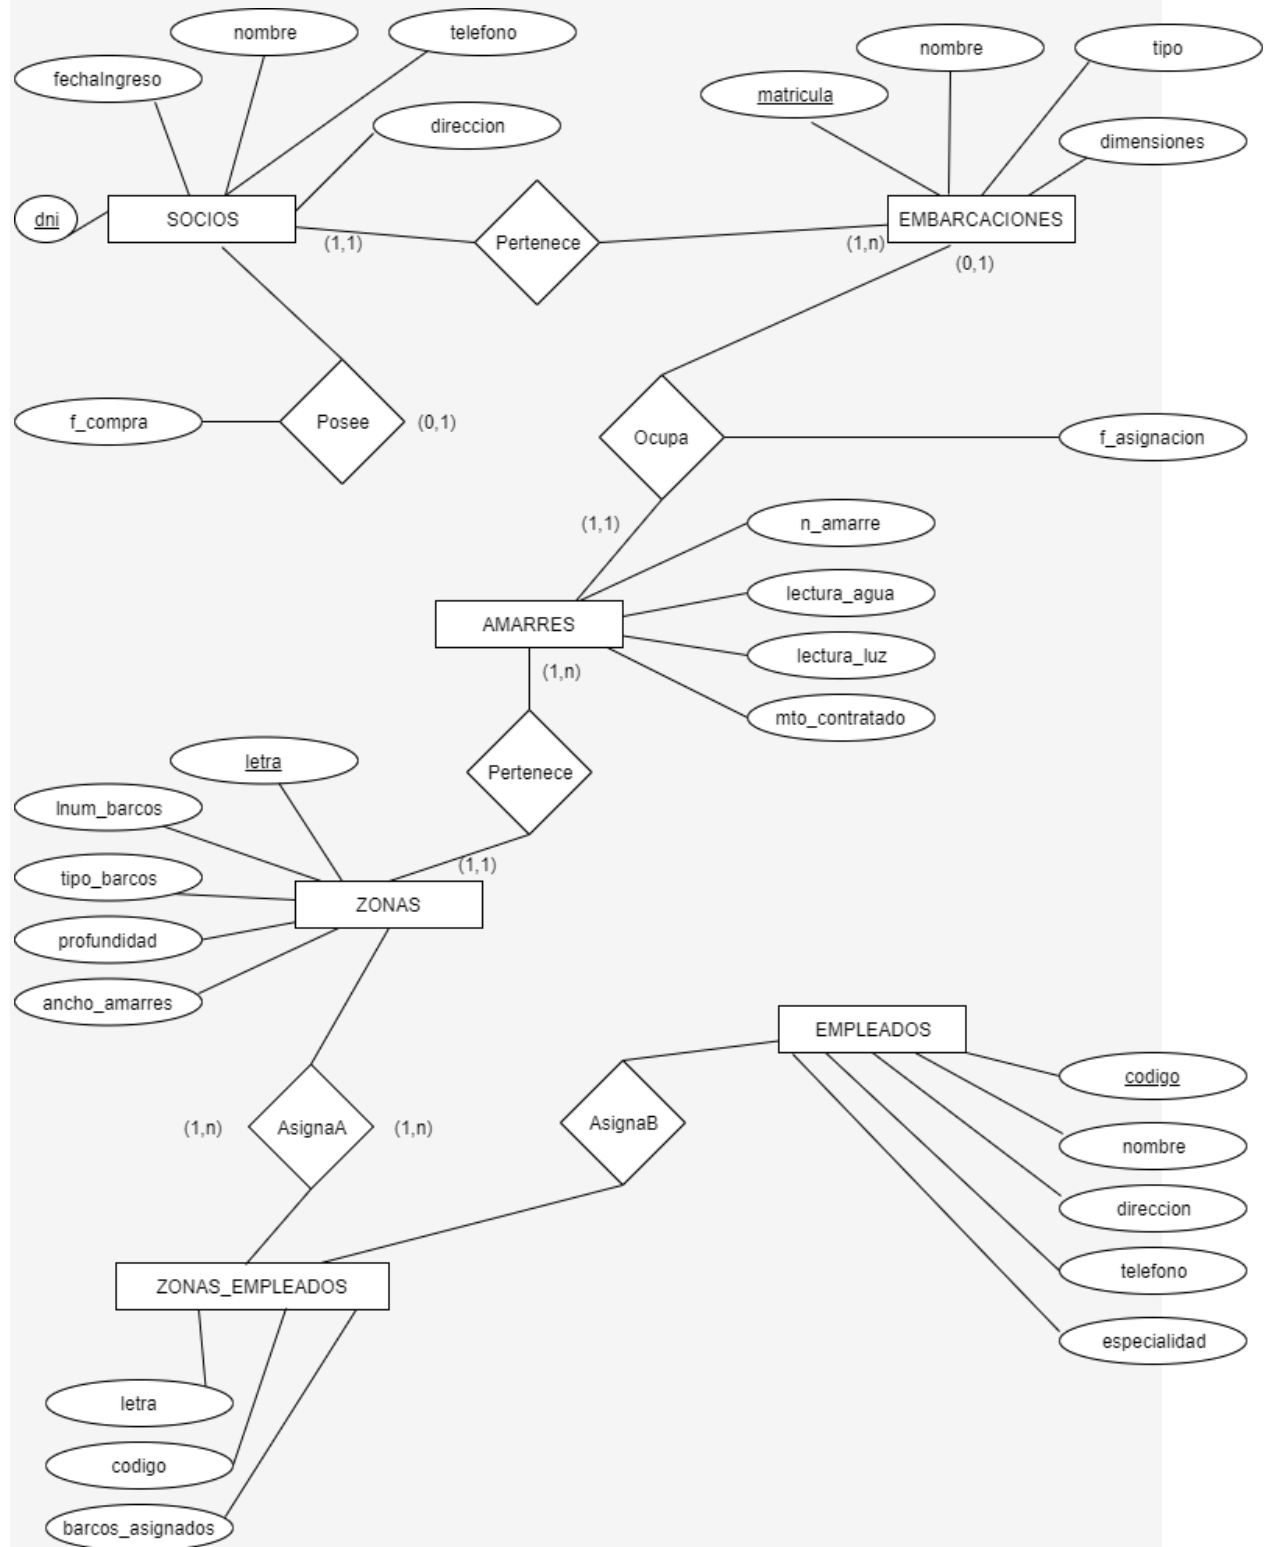 nombre
telefono
nombre
tipo
fechaIngreso
matricula
direccion
dimensiones
dni
SOCIOS
EMBARCACIONES
(1,1)
Pertenece
(1,n)
(0,1)
f_compra
Posee
(0,1)
Ocupa
f_asignacion
(1,1)
n_amarre
lectura_agua
AMARRES
lectura_luz
(1,n)
mto_contratado
letra
Pertenece
lnum_barcos
(1,1)
tipo_barcos
ZONAS
profundidad
ancho_amarres
EMPLEADOS
codigo
(1,n)
AsignaA
(1,n)
AsignaB
nombre
direccion
telefono
ZONAS_EMPLEADOS
especialidad
letra
codigo
barcos_asignados